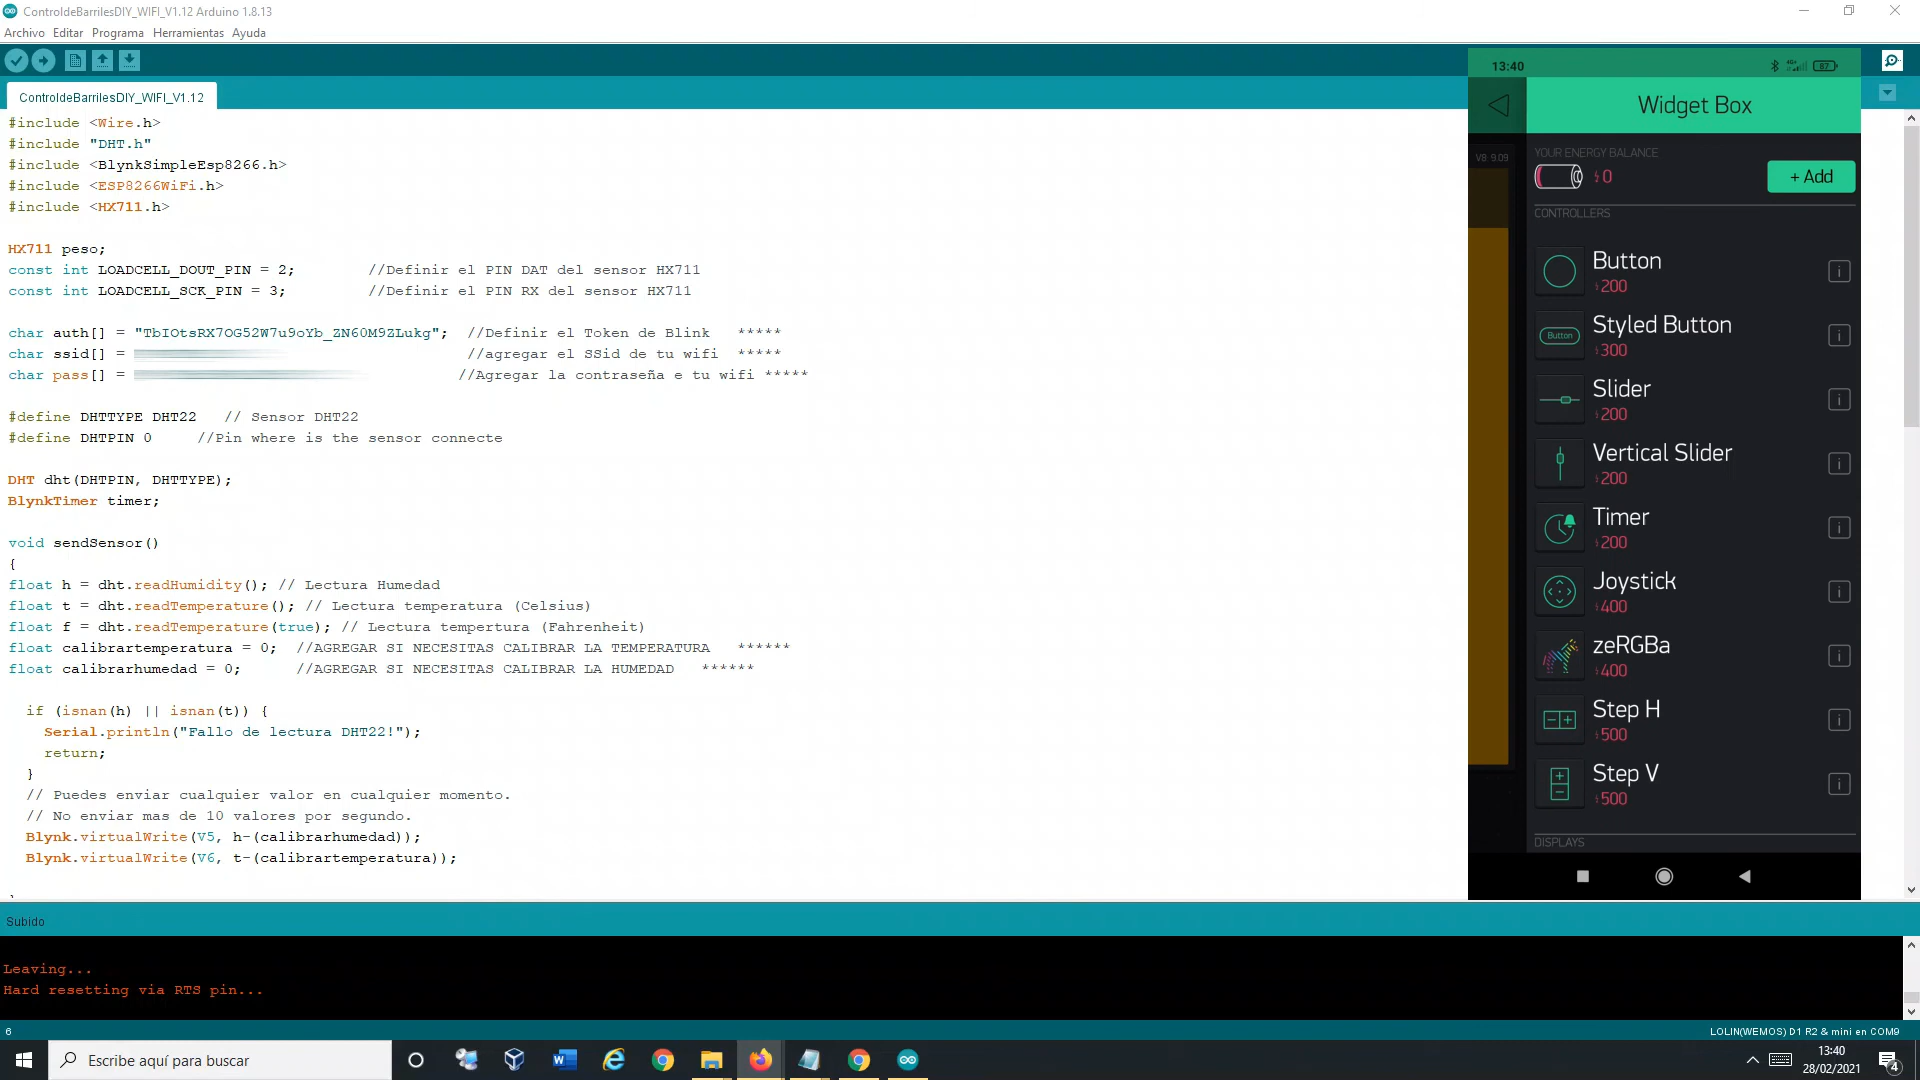 ControldeBarrilesDIY_WIFI_V1.12 Arduino 1.8.13
Archivo Editar Programa Herramientas Ayuda
ControldeBarrilesDIY_WIFI_V1.12
#include <Wire.h>
#include "DHT.h"
#include <BlynkSimpleEsp8266.h>
#include <ESP8266WiFi.h>
#include <HX711.h>
HX711 peso;
const int LOADCELL_DOUT_PIN = 2; //Definir el PIN DAT del sensor HX711
const int LOADCELL_SCK_PIN = 3; //Definir el PIN RX del sensor HX711
char auth[] = "TbIOtsRX7OG52W7u9oYb_ZN60M9ZLukg"; //Definir el Token de Blink *****
char ssid[] = //agregar el SSid de tu wifi *****
char pass[] = //Agregar la contraseña e tu wifi *****
#define DHTTYPE DHT22 // Sensor DHT22
#define DHTPIN 0 //Pin where is the sensor connecte
DHT dht(DHTPIN, DHTTYPE);
BlynkTimer timer;
void sendSensor()
{
float h = dht.readHumidity(); // Lectura Humedad
float t = dht.readTemperature(); // Lectura temperatura (Celsius)
float f = dht.readTemperature(true); // Lectura tempertura (Fahrenheit)
float calibrartemperatura = 0; //AGREGAR SI NECESITAS CALIBRAR LA TEMPERATURA ******
float calibrarhumedad = 0; //AGREGAR SI NECESITAS CALIBRAR LA HUMEDAD ******
if (isnan(h) || isnan(t)) {
Serial.println("Fallo de lectura DHT22!");
return;
}
// Puedes enviar cualquier valor en cualquier momento.
// No enviar mas de 10 valores por segundo.
Blynk.virtualWrite(V5, h-(calibrarhumedad));
Blynk.virtualWrite(V6, t-(calibrartemperatura));
Subido
Leaving...
Hard resetting via RTS pin...
6
LOLIN(WEMOS) D1 R2 & mini en COM9
13:40
87
Widget Box
V8 9.09
YOUR ENERGY BALANCE
0
+ Add
CONTROLLERS
Button
200
Styled Button
Button
300
Slider
200
Vertical Slider
200
Timer
200
Joystick
400
zeRGBa
400
Step H
500
Step V
500
DISPLAYS
Escribe aquí para buscar
13:40
28/02/2021
4